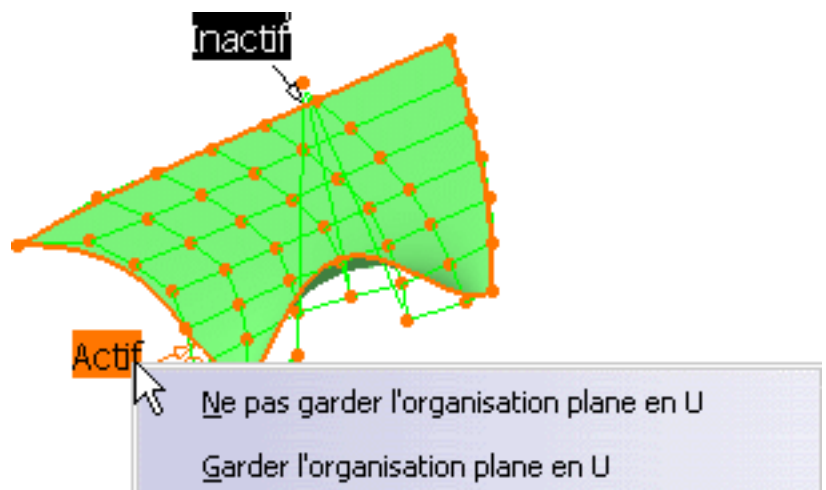 Inactif
Actif
Ne pas garder l'organisation plane en U
Garder l'organisation plane en U